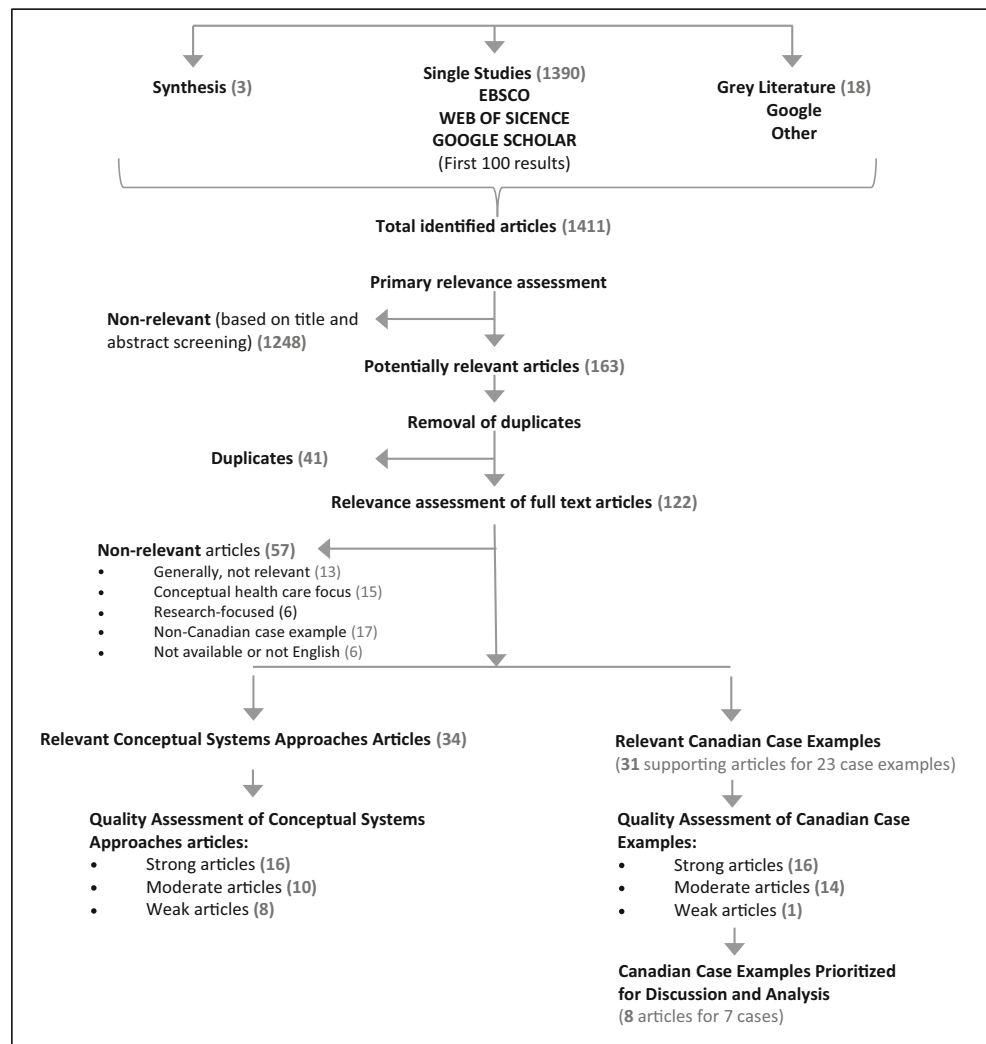 Synthesis (3)
Single Studies (1390)
EBSCO
WEB OF SICENCE
GOOGLE SCHOLAR
(First 100 results)
Grey Literature (18)
Google
Other
Total identified articles (1411)
Primary relevance assessment
Non-relevant (based on title and
abstract screening) (1248)
Potentially relevant articles (163)
Removal of duplicates
Duplicates (41)
Relevance assessment of full text articles (122)
Non-relevant articles (57)
• Generally, not relevant (13)
• Conceptual health care focus (15)
• Research-focused (6)
• Non-Canadian case example (17)
• Not available or not English (6)
Relevant Conceptual Systems Approaches Articles (34)
Quality Assessment of Conceptual Systems
Approaches articles:
• Strong articles (16)
• Moderate articles (10)
• Weak articles (8)
Relevant Canadian Case Examples
(31 supporting articles for 23 case examples)
Quality Assessment of Canadian Case
Examples:
• Strong articles (16)
• Moderate articles (14)
• Weak articles (1)
Canadian Case Examples Prioritized
for Discussion and Analysis
(8 articles for 7 cases)